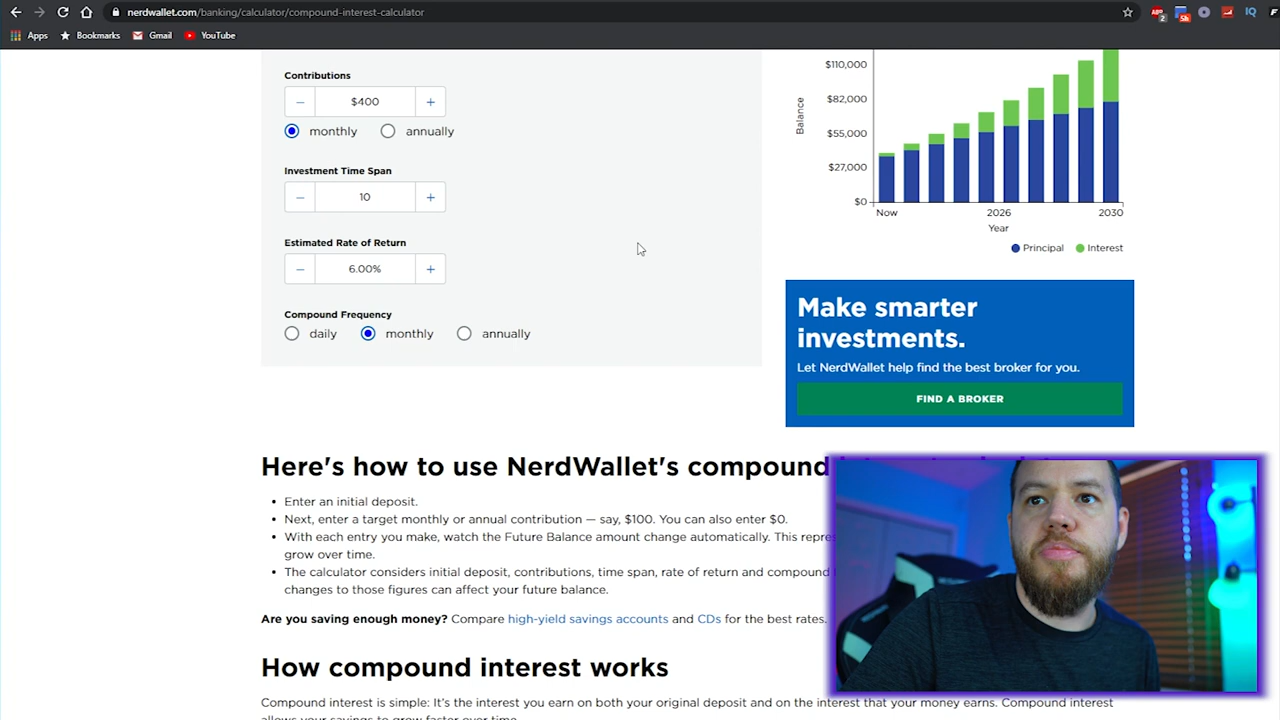 nerdwallet.com/banking/calculator/compound-interest-calculator
Apps Bookmarks Gmail YouTube
Contributions
$400
monthly annually
Investment Time Span
10
Estimated Rate of Return
6.00%
Compound Frequency
daily monthly annually
Balance
$110,000
$82,000
$55,000
$27,000
$0
Now 2026 2030
Year
Principal Interest
Make smarter
investments.
Let NerdWallet help find the best broker for you.
FIND A BROKER
Here's how to use NerdWallet's compound
Enter an initial deposit.
Next, enter a target monthly or annual contribution — say, $100. You can also enter $0.
With each entry you make, watch the Future Balance amount change automatically. This
grow over time.
The calculator considers initial deposit, contributions, time span, rate of return and compound
changes to those figures can affect your future balance.
Are you saving enough money? Compare high-yield savings accounts and CDs for the best rates.
How compound interest works
Compound interest is simple: It's the interest you earn on both your original deposit and on the interest that your money earns. Compound interest
allows your savings to grow faster over time.